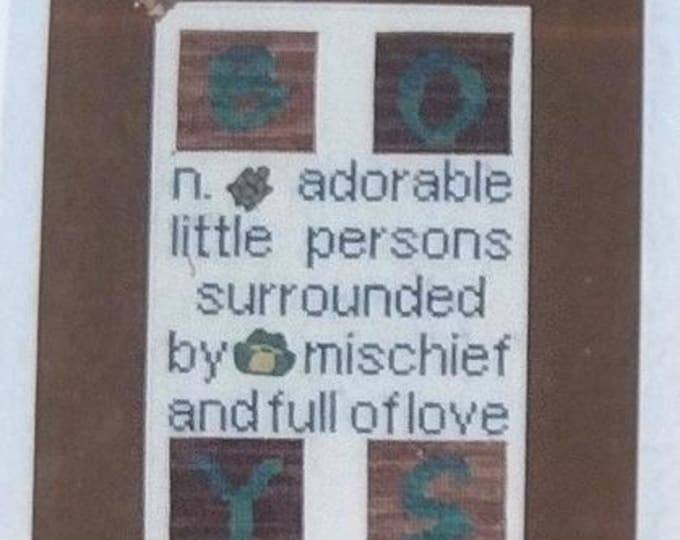 B O
n. adorable
little persons
surrounded
by mischief
and full of love
Y S